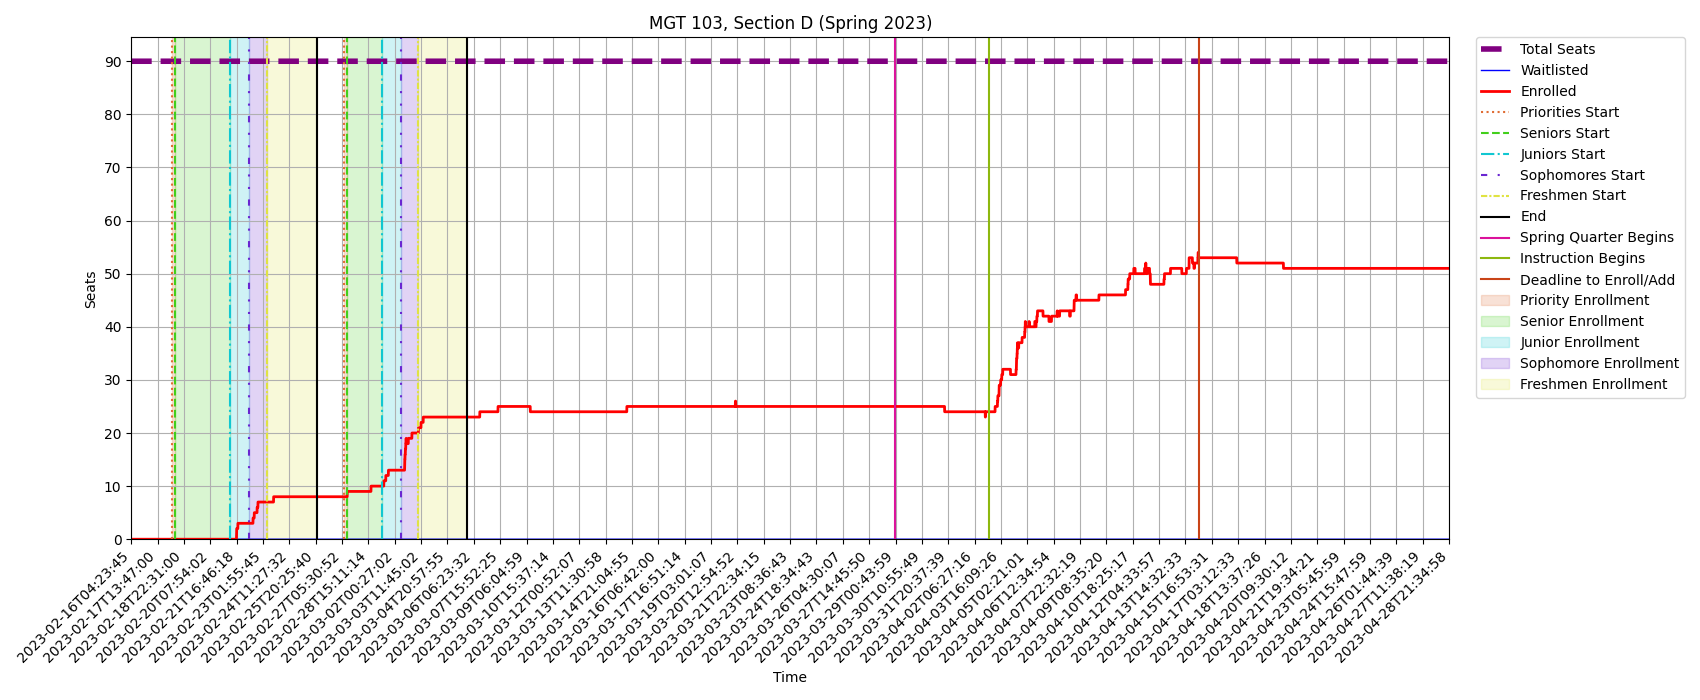 MGT 103, Section D (Spring 2023)
90
80
70
60
50
40
30
20
10
0
Seats
2023-02-16T04:23:45
2023-02-17T13:47:00
2023-02-18T22:31:00
2023-02-20T07:54:02
2023-02-21T16:46:18
2023-02-23T01:55:45
2023-02-24T11:27:32
2023-02-25T20:25:40
2023-02-27T05:30:52
2023-02-28T15:11:14
2023-03-02T00:27:02
2023-03-03T11:45:02
2023-03-04T20:57:55
2023-03-06T06:23:32
2023-03-07T15:52:25
2023-03-09T06:04:59
2023-03-10T15:37:14
2023-03-12T00:52:07
2023-03-13T11:30:58
2023-03-14T21:04:55
2023-03-16T06:42:00
2023-03-17T16:51:14
2023-03-19T03:01:07
2023-03-20T12:54:52
2023-03-21T22:34:15
2023-03-23T08:36:43
2023-03-24T18:34:43
2023-03-26T04:30:07
2023-03-27T14:45:50
2023-03-29T00:43:59
2023-03-30T10:55:49
2023-03-31T20:37:39
2023-04-02T06:27:16
2023-04-03T16:09:26
2023-04-05T02:21:01
2023-04-06T12:34:54
2023-04-07T22:32:19
2023-04-09T08:35:20
2023-04-10T18:25:17
2023-04-12T04:33:57
2023-04-13T14:32:33
2023-04-15T16:53:31
2023-04-17T03:12:33
2023-04-18T13:37:26
2023-04-20T09:30:12
2023-04-21T19:34:21
2023-04-23T05:45:59
2023-04-24T15:47:59
2023-04-26T01:44:39
2023-04-27T11:38:19
2023-04-28T21:34:58
Time
Total Seats
Waitlisted
Enrolled
Priorities Start
Seniors Start
Juniors Start
Sophomores Start
Freshmen Start
End
Spring Quarter Begins
Instruction Begins
Deadline to Enroll/Add
Priority Enrollment
Senior Enrollment
Junior Enrollment
Sophomore Enrollment
Freshmen Enrollment